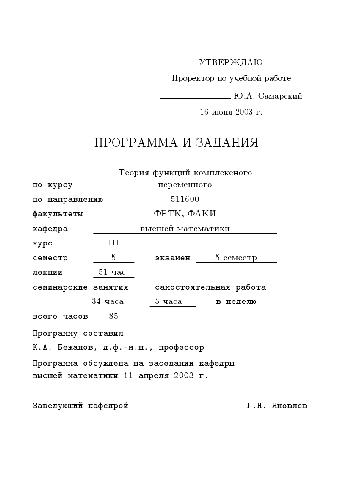 УТВЕРЖДАЮ
Проректор по учебной работе
Ю.А. Самарский
16 июня 2003 г.
ПРОГРАММА И ЗАДАНИЯ
Теория функций комплексного
по курсу переменного
по направлению 511600
факультеты ФРТК, ФАКИ
кафедра высшей математики
курс III
семестр 5 экзамен 5 семестр
лекции 51 час
семинарские занятия самостоятельная работа
34 часа 5 часа в неделю
всего часов 85
Программу составил
К.А. Бежанов, д.ф.-м.н., профессор
Программа обсуждена на заседании кафедры
высшей математики 11 апреля 2003 г.
Заведующий кафедрой Г.Н. Яковлев